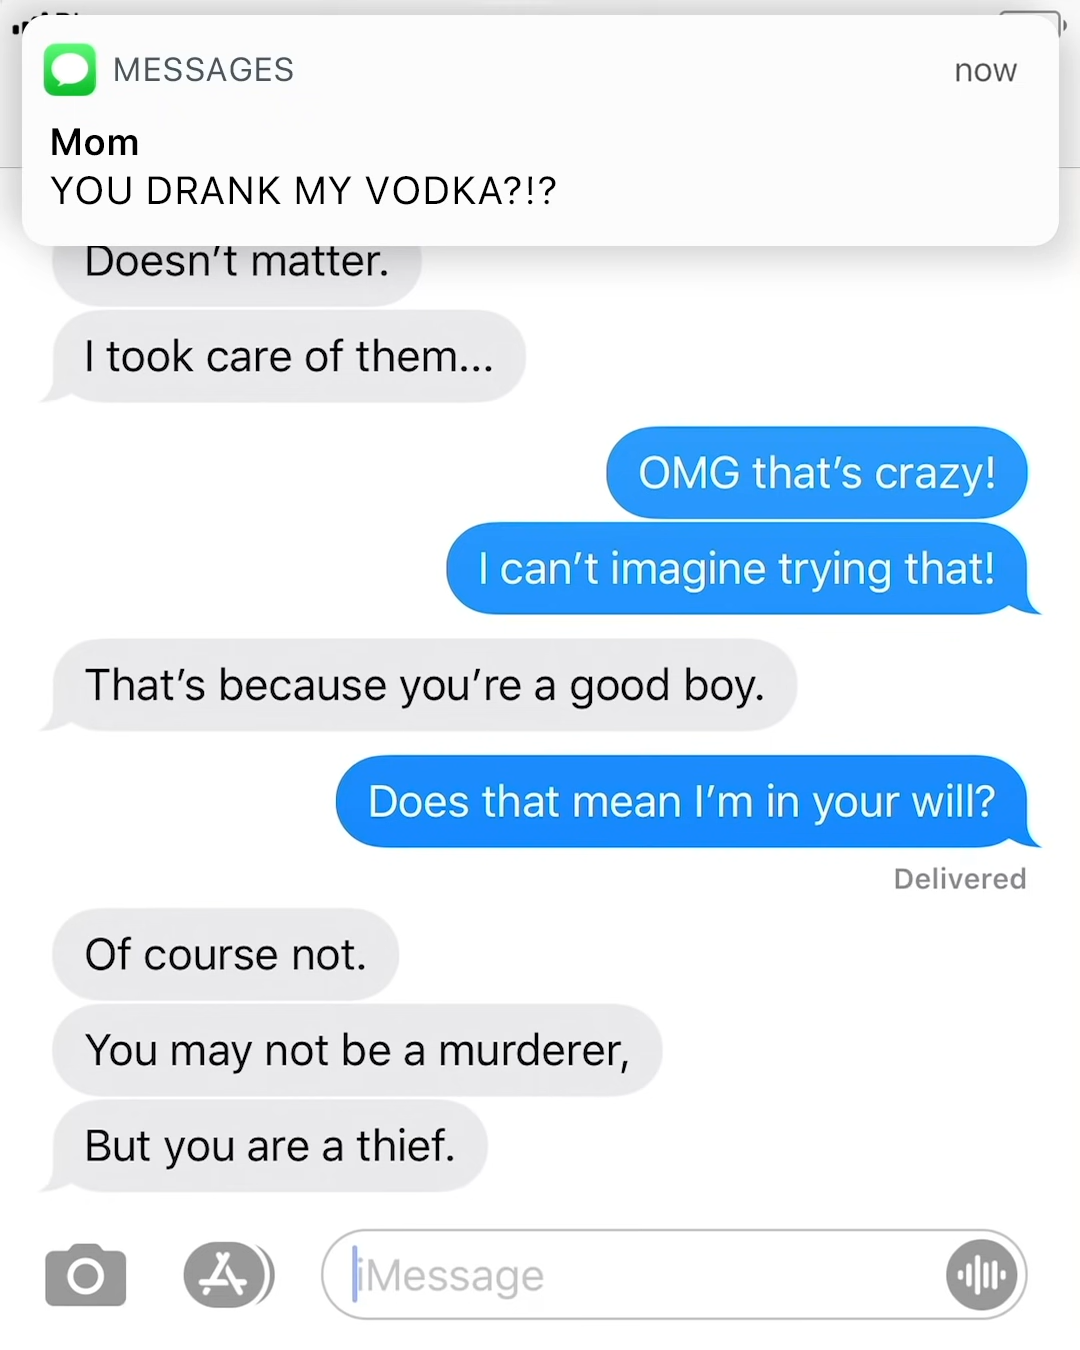 MESSAGES
now
Mom
YOU DRANK MY VODKA?!?
Doesn’t matter.
I took care of them...
OMG that’s crazy!
I can’t imagine trying that!
That’s because you’re a good boy.
Does that mean I’m in your will?
Delivered
Of course not.
You may not be a murderer,
But you are a thief.
iMessage